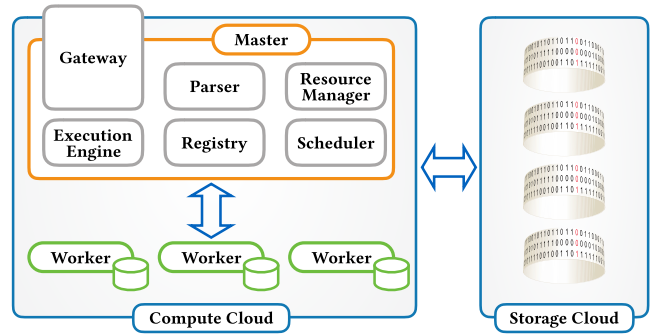 Master
Gateway
Parser
Resource
Manager
Execution
Engine
Registry
Scheduler
Worker
Worker
Worker
Compute Cloud
Storage Cloud